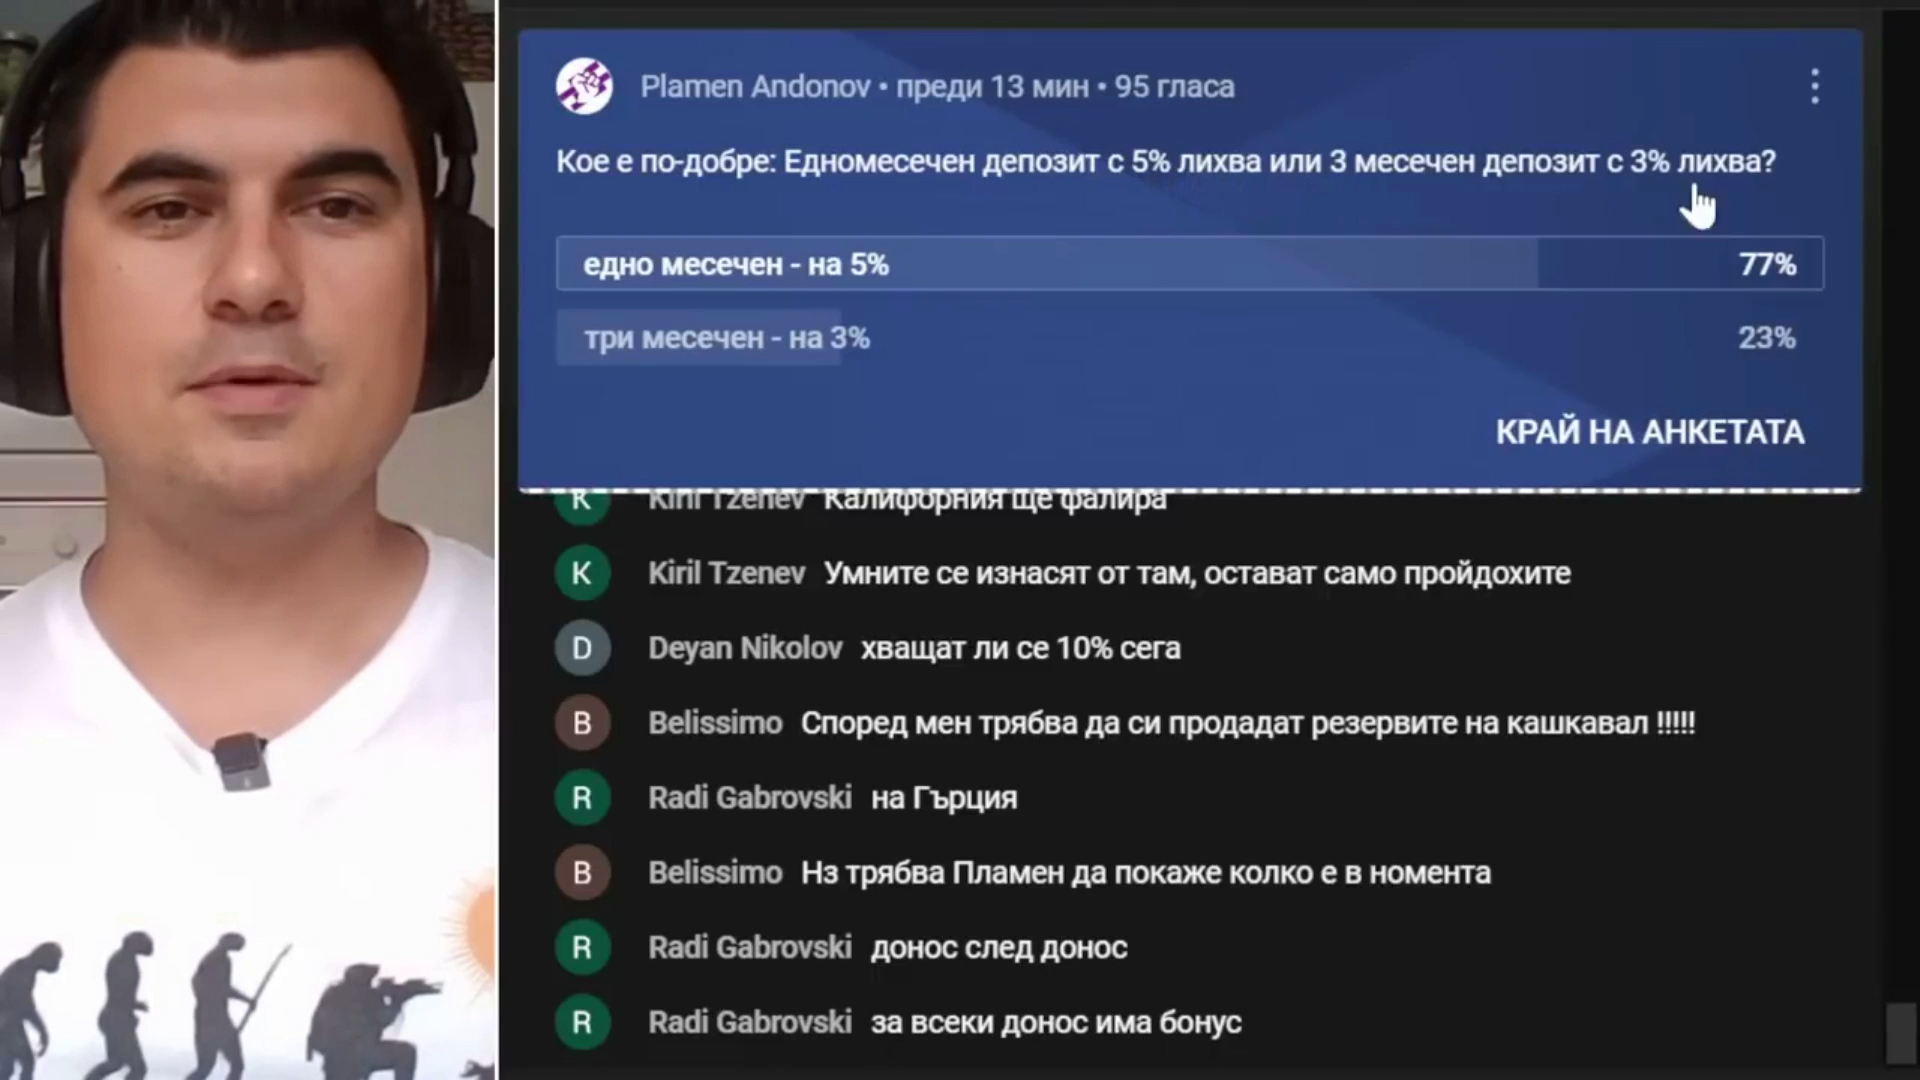 Plamen Andonov • преди 13 мин • 95 гласа
Кое е по-добре: Едномесечен депозит с 5% лихва или 3 месечен депозит с 3% лихва?
едно месечен - на 5% 77%
три месечен - на 3% 23%
КРАЙ НА АНКЕТАТА
K Kiril Tzenev Калифорния ще фалира
K Kiril Tzenev Умните се изнасят от там, остават само пройдохите
D Deyan Nikolov хващат ли се 10% сега
B Belissimo Според мен трябва да си продадат резервите на кашкавал !!!!!
R Radi Gabrovski на Гърция
B Belissimo Нз трябва Пламен да покаже колко е в номента
R Radi Gabrovski донос след донос
R Radi Gabrovski за всеки донос има бонус